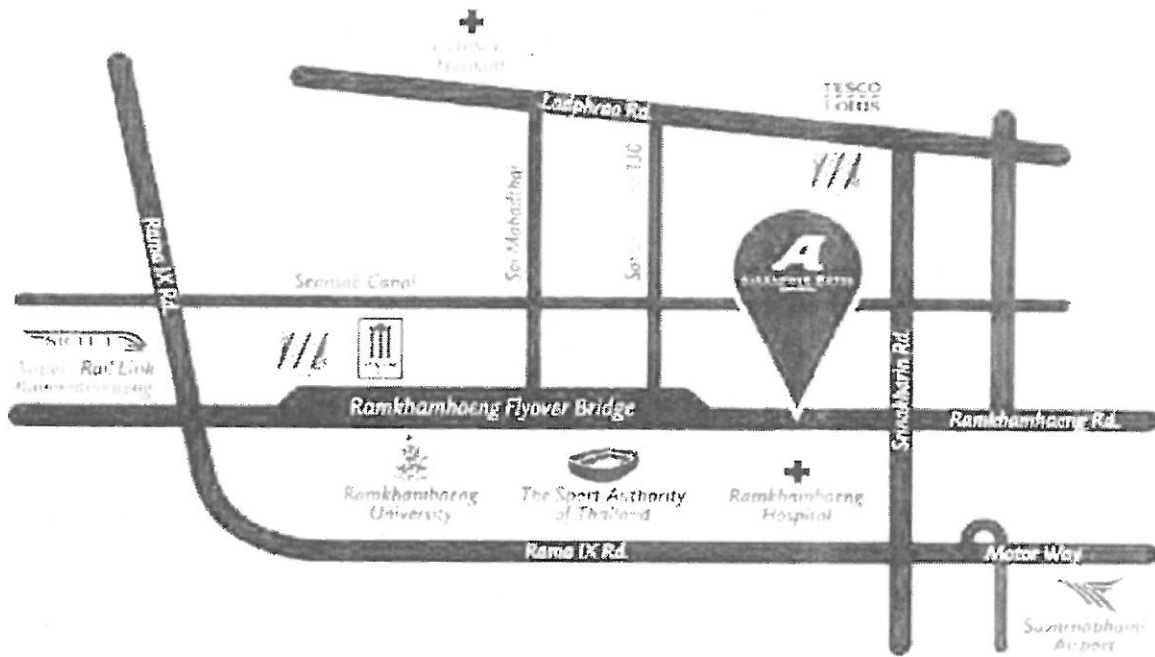 Ladphrao Rd.
TESCO
Lotus
Soi Mahadthai
Rama IX Rd.
Seansab Canal
Rail Link
Srinakharin Rd.
Ramkhamhaeng Flyover Bridge
Ramkhamhaeng Rd.
Ramkhamhaeng
University
The Sport Authority
of Thailand
Ramkhamhaeng
Hospital
Rama IX Rd.
Motor Way
Suvarnabhumi
Airport